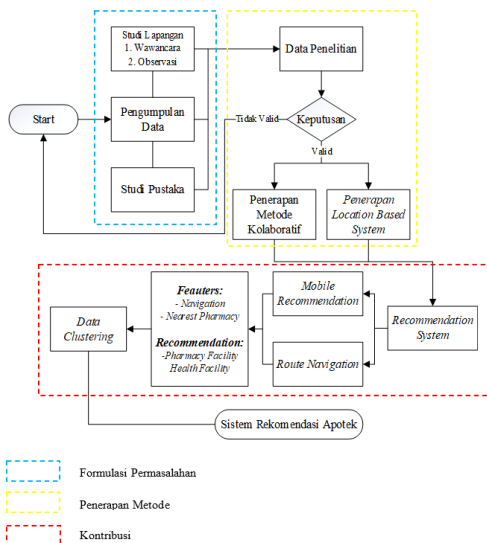 Studi Lapangan
1. Wawancara
2. Observasi
Data Penelitian
Start
Pengumpulan
Data
Tidak Valid
Keputusan
Valid
Studi Pustaka
Penerapan
Metode
Kolaboratif
Penerapan
Location Based
System
Feauters:
- Navigation
- Nearest Pharmacy
Recommendation:
-Pharmacy Facility
Health Facility
Mobile
Recommendation
Data
Clustering
Recommendation
System
Route Navigation
Sistem Rekomendasi Apotek
Formulasi Permasalahan
Penerapan Metode
Kontribusi